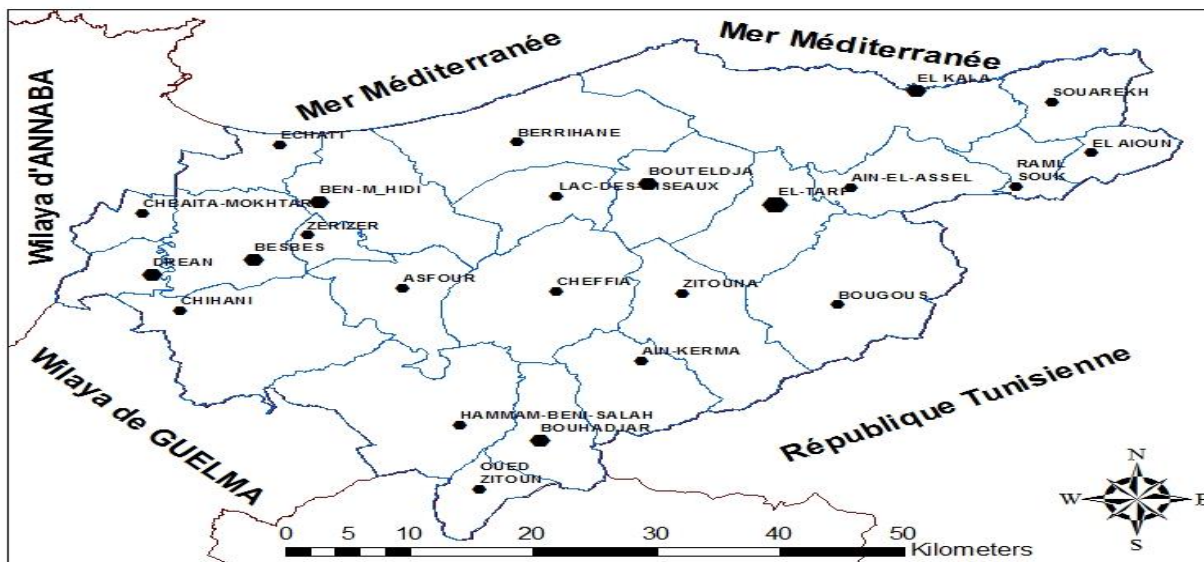 Mer Méditerranée
Mer Méditerranée
Wilaya d'ANNABA
EL KALA
SOUAREKH
ECHATT
BERRIHANE
EL AIOUN
BOUTELDJA
RAML
SOUK
BEN-M_HIDI
LAC-DES-OISEAUX
EL-TARF
AIN-EL-ASSEL
CHBAITA-MOKHTAR
ZERIZER
BESBES
DREAN
ASFOUR
CHEFFIA
ZITOUNA
BOUGOUS
CHIHANI
AIN-KERMA
Wilaya de GUELMA
République Tunisienne
HAMMAM-BENI-SALAH
BOUHADJAR
OUED
ZITOUN
N
W E
S
0 5 10 20 30 40 50
Kilometers